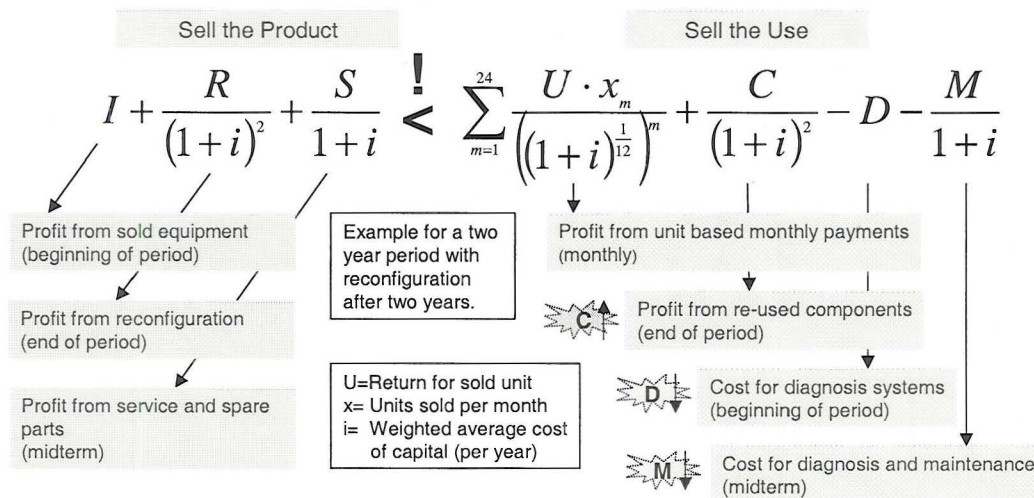 Sell the Product
Sell the Use
I + R/(1+i)^2 + S/(1+i) !< \sum_{m=1}^{24} U · x_m/((1+i)^{1/12})^m + C/(1+i)^2 − D − M/(1+i)
Profit from sold equipment
(beginning of period)
Profit from reconfiguration
(end of period)
Profit from service and spare
parts
(midterm)
Example for a two
year period with
reconfiguration
after two years.
U=Return for sold unit
x= Units sold per month
i= Weighted average cost
of capital (per year)
Profit from unit based monthly payments
(monthly)
C
Profit from re-used components
(end of period)
D
Cost for diagnosis systems
(beginning of period)
M
Cost for diagnosis and maintenance
(midterm)